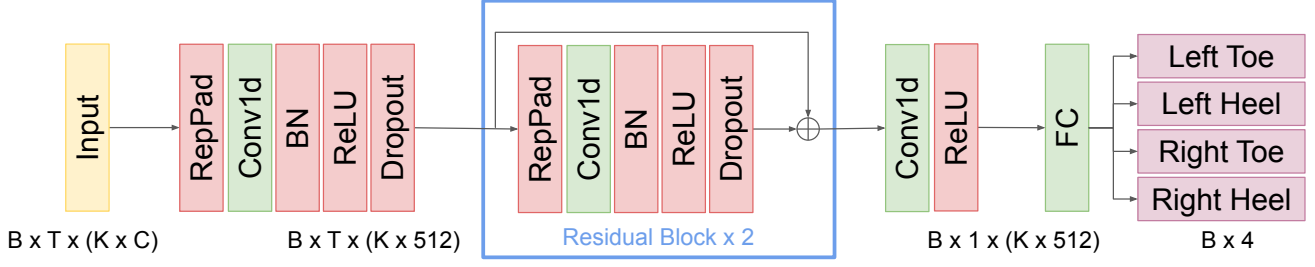 Input
RepPad
Conv1d
BN
ReLU
Dropout
RepPad
Conv1d
BN
ReLU
Dropout
Conv1d
ReLU
FC
Left Toe
Left Heel
Right Toe
Right Heel
B x T x (K x C)
B x T x (K x 512)
Residual Block x 2
B x 1 x (K x 512)
B x 4